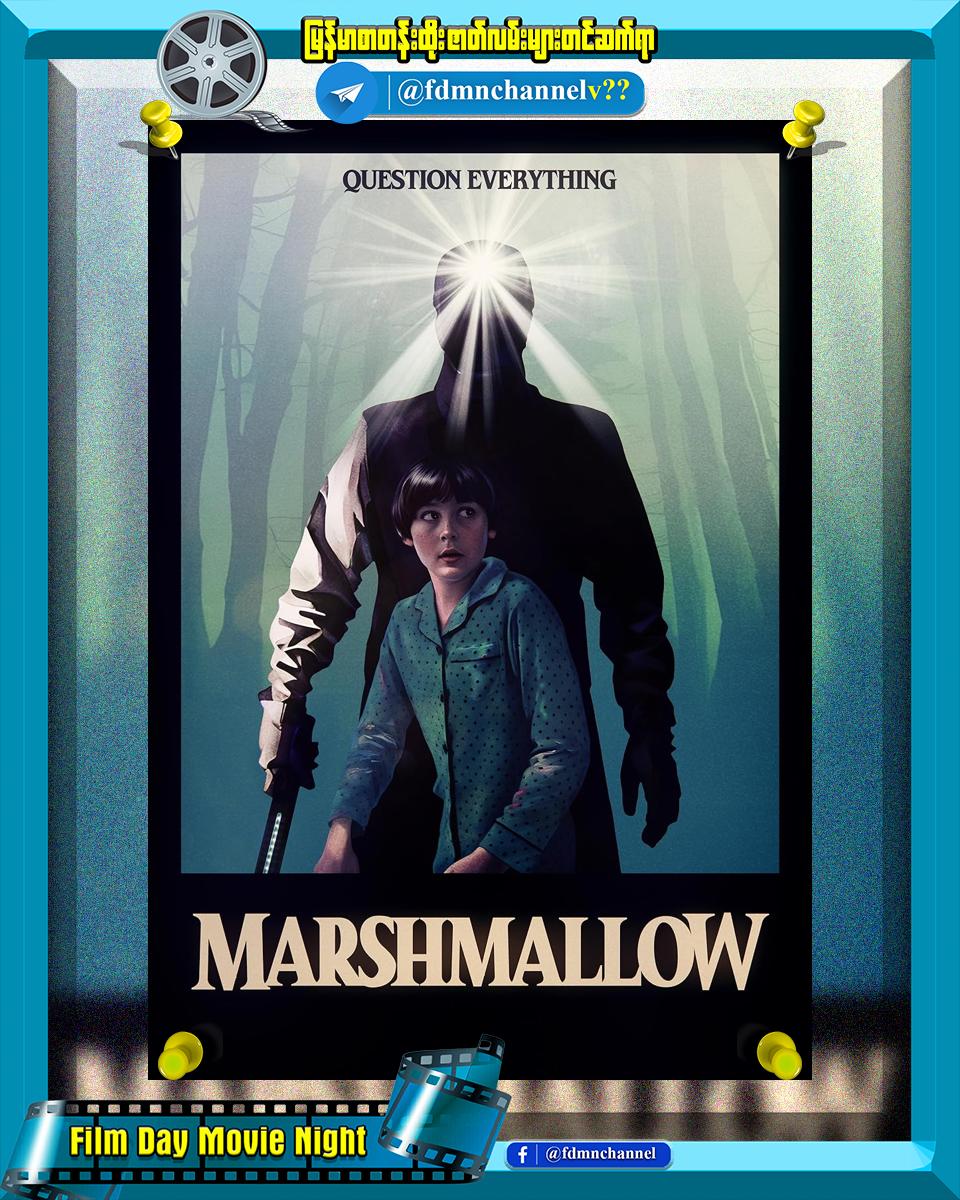 မြန်မာစာတန်းထိုးဇာတ်လမ်းများတင်ဆက်ရာ
@fdmnchannelv??
QUESTION EVERYTHING
MARSHMALLOW
Film Day Movie Night
@fdmnchannel